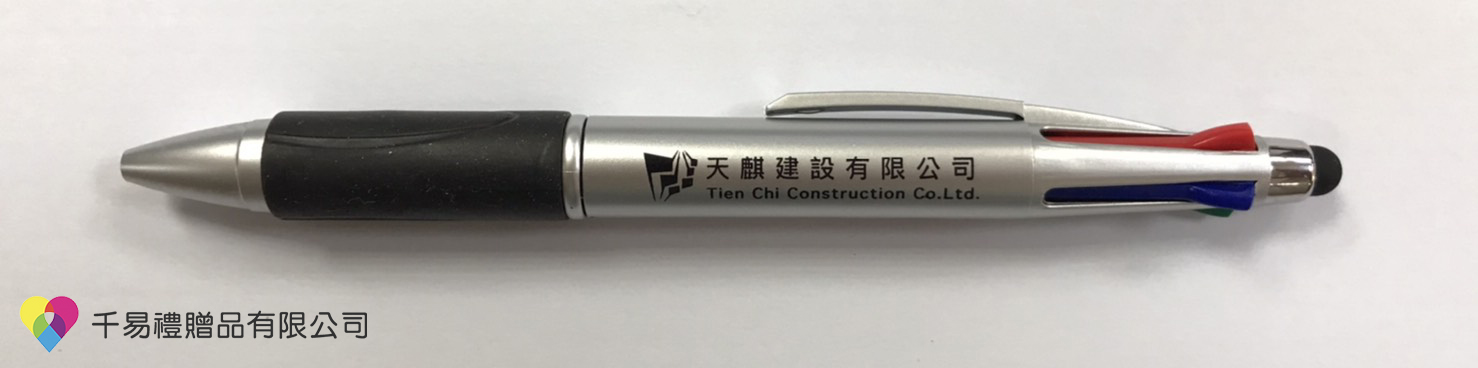 天麒建設有限公司
Tien Chi Construction Co.Ltd.
千易禮贈品有限公司